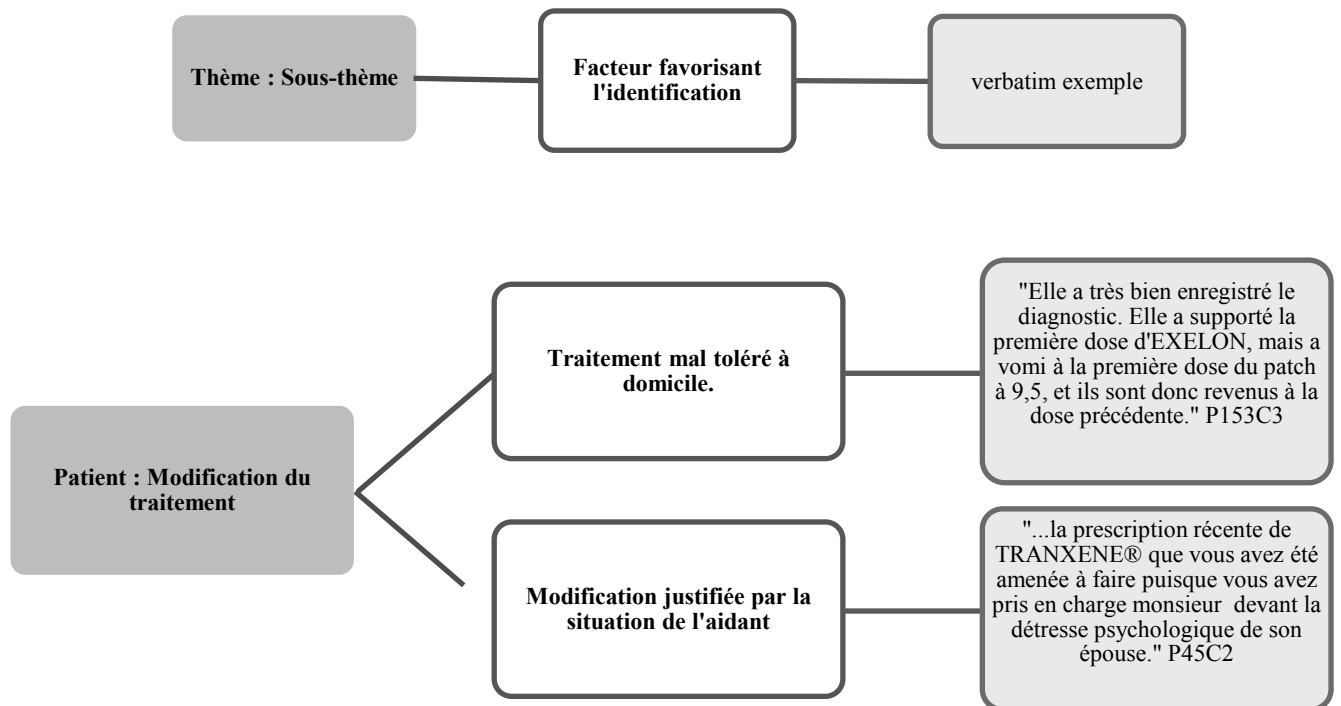 Thème : Sous-thème
Facteur favorisant
l'identification
verbatim exemple
Patient : Modification du
traitement
Traitement mal toléré à
domicile.
"Elle a très bien enregistré le
diagnostic. Elle a supporté la
première dose d'EXELON, mais a
vomi à la première dose du patch
à 9,5, et ils sont donc revenus à la
dose précédente." P153C3
Modification justifiée par la
situation de l'aidant
"...la prescription récente de
TRANXENE® que vous avez été
amenée à faire puisque vous avez
pris en charge monsieur devant la
détresse psychologique de son
épouse." P45C2